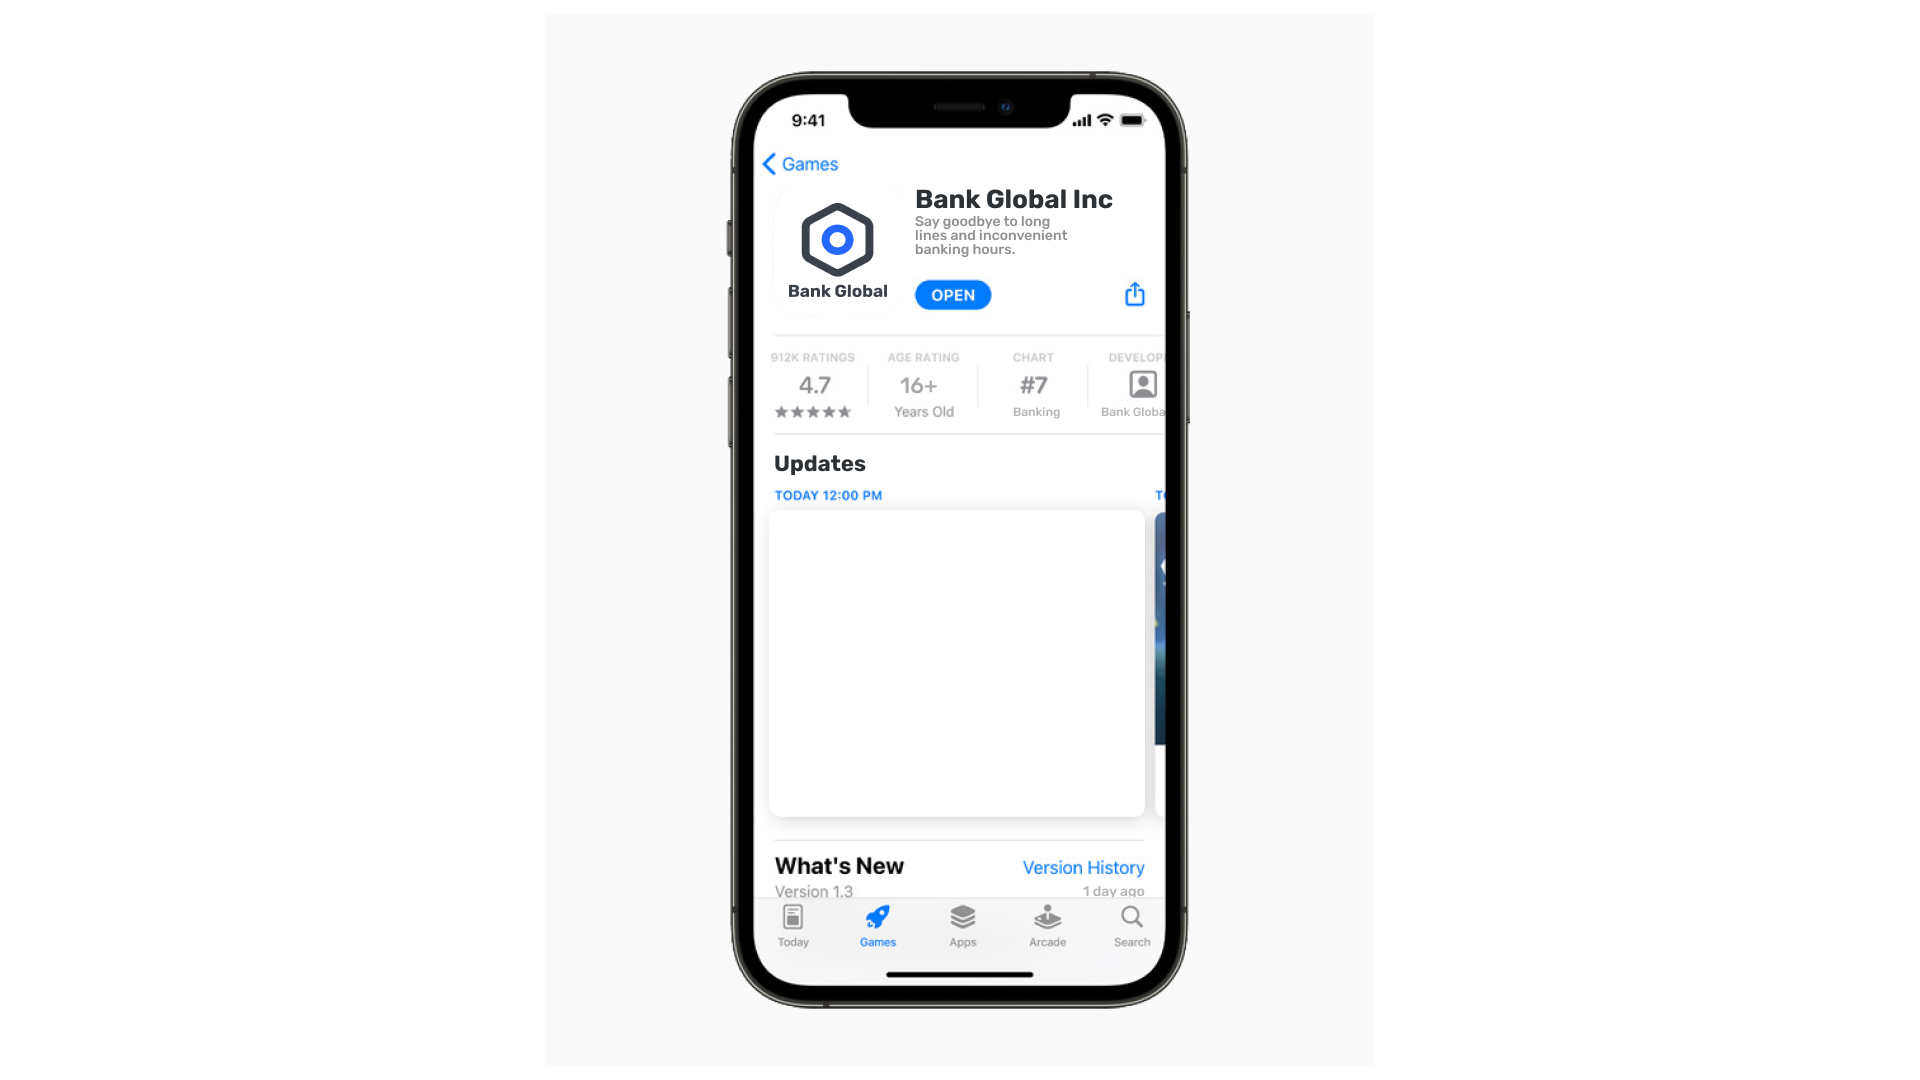 9:41
Games
Bank Global Inc
Say goodbye to long
lines and inconvenient
banking hours.
Bank Global
OPEN
912K RATINGS
4.7
AGE RATING
16+
Years Old
CHART
#7
Banking
DEVELOP
Bank Globa
Updates
TODAY 12:00 PM
What's New
Version History
Version 1.3
1 day ago
Today
Games
Apps
Arcade
Search